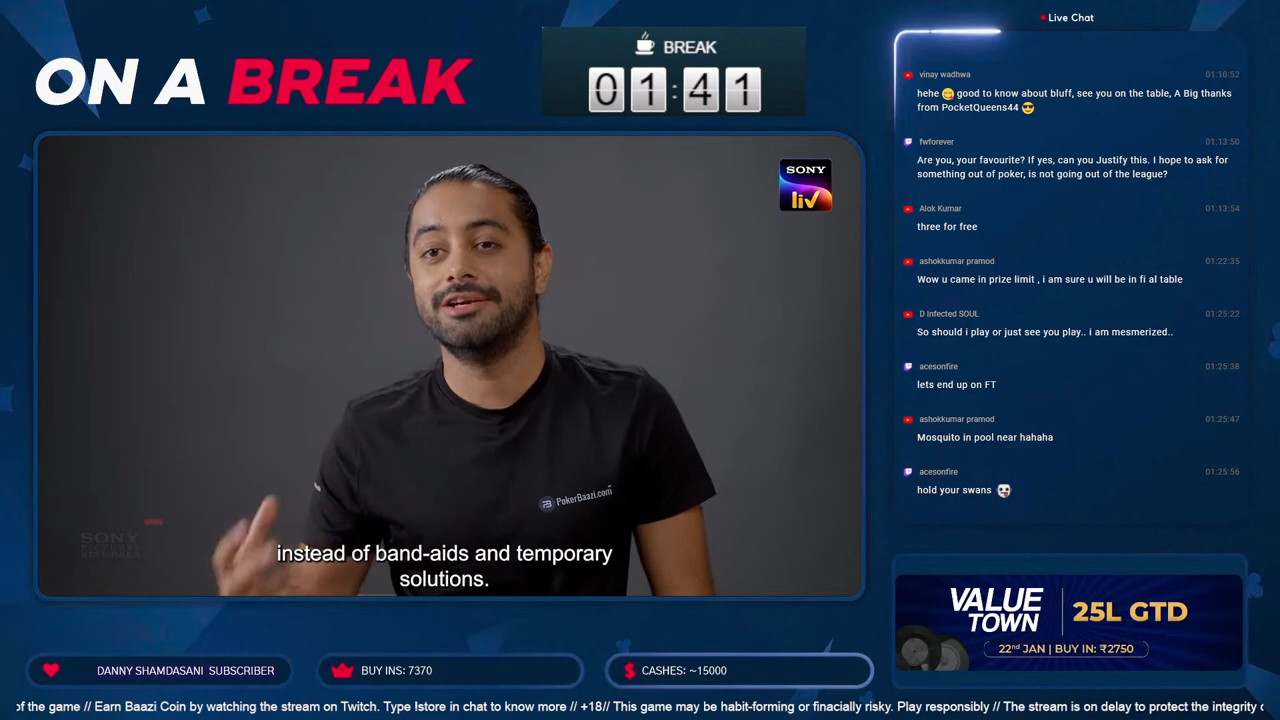 ON A BREAK
BREAK
01:41
SONY
liv
SONY
PICTURES
NETWORKS
PokerBaazi.com
instead of band-aids and temporary
solutions.
Live Chat
vinay wadhwa 01:10:52
hehe 😋 good to know about bluff, see you on the table, A Big thanks
from PocketQueens44 😎
fwforever 01:13:50
Are you, your favourite? If yes, can you Justify this. I hope to ask for
something out of poker, is not going out of the league?
Alok Kumar 01:13:54
three for free
ashokkumar pramod 01:22:35
Wow u came in prize limit , i am sure u will be in fi al table
D Infected SOUL 01:25:22
So should i play or just see you play.. i am mesmerized..
acesonfire 01:25:38
lets end up on FT
ashokkumar pramod 01:25:47
Mosquito in pool near hahaha
acesonfire 01:25:56
hold your swans
VALUE
TOWN
25L GTD
22nd JAN | BUY IN: ₹2750
DANNY SHAMDASANI SUBSCRIBER
BUY INS: 7370
CASHES: ~15000
of the game // Earn Baazi Coin by watching the stream on Twitch. Type !store in chat to know more // +18// This game may be habit-forming or finacially risky. Play responsibly // The stream is on delay to protect the integrity